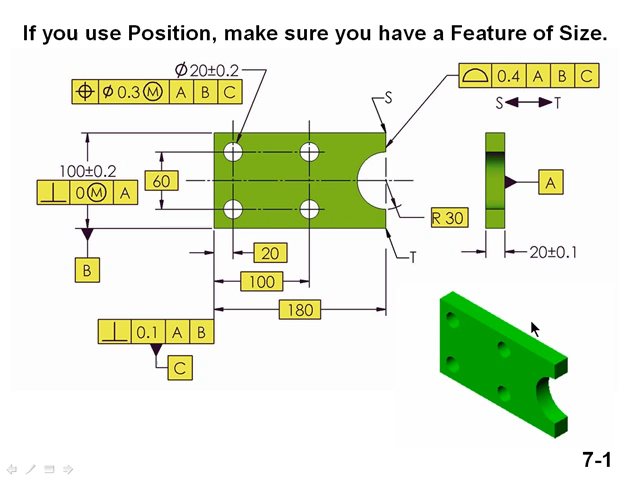 If you use Position, make sure you have a Feature of Size.
Ø20±0.2
⌖ Ø0.3Ⓜ A B C
⌓ 0.4 A B C
S T
S
100±0.2
⟂ 0Ⓜ A
60
A
R 30
B
20
T
20±0.1
100
180
⟂ 0.1 A B
C
7-1